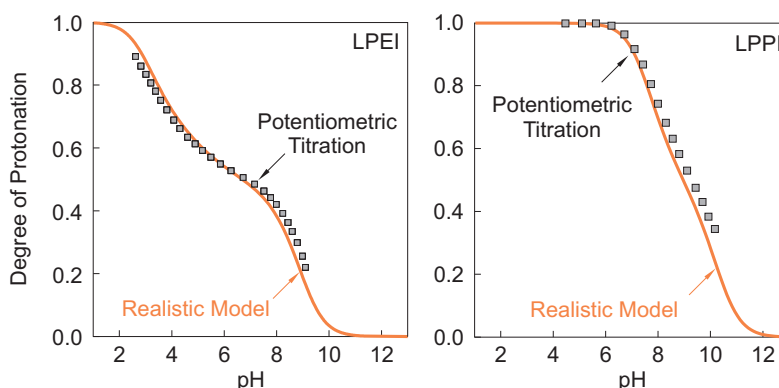 1.0
0.8
0.6
0.4
0.2
0.0
Degree of Protonation
LPEI
Potentiometric
Titration
Realistic Model
2 4 6 8 10 12
pH
1.0
0.8
0.6
0.4
0.2
0.0
LPPI
Potentiometric
Titration
Realistic Model
2 4 6 8 10 12
pH